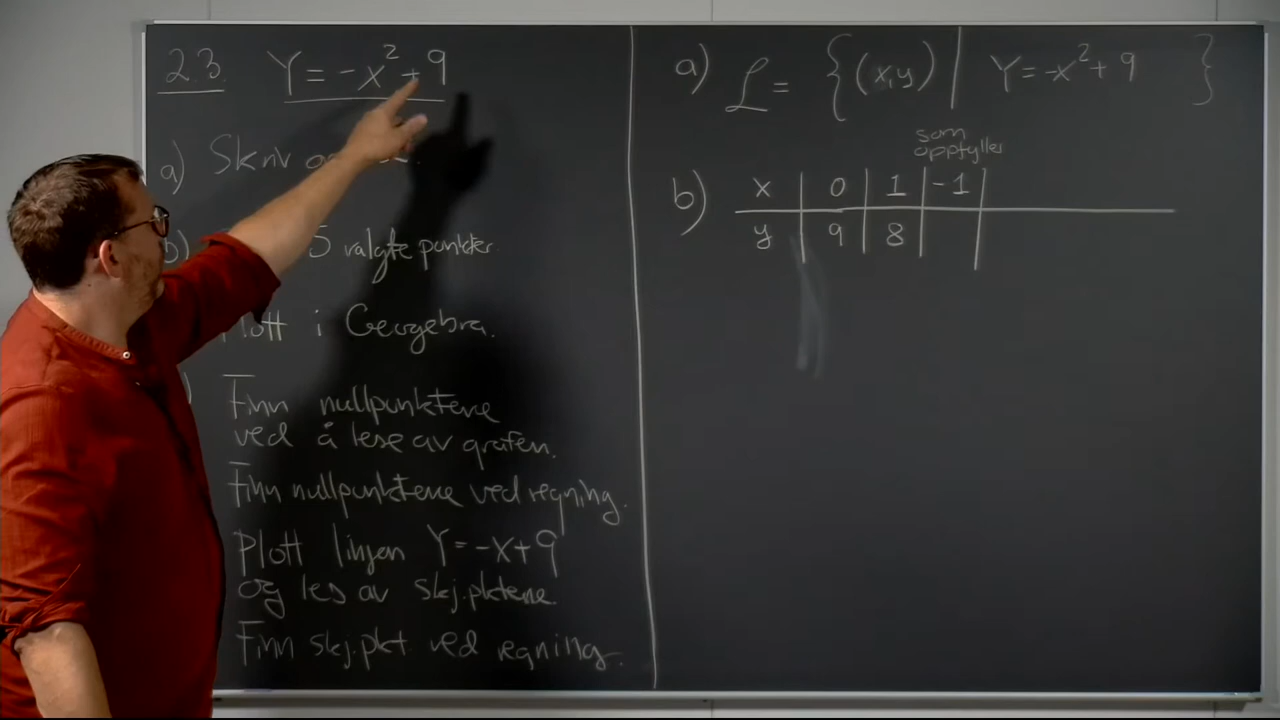 2.3. Y = -x² + 9
a) Skriv
b) 5 valgte punkter.
Plott i Geogebra.
Finn nullpunktene
ved å lese av grafen.
Finn nullpunktene ved regning.
Plott linjen Y = -x + 9
og les av skj.pktene.
Finn skj.pkt. ved regning.
a) L = {(x,y) | Y = -x² + 9 }
som
oppfyller
b) x | 0 | 1 | -1 |
y | 9 | 8 | |